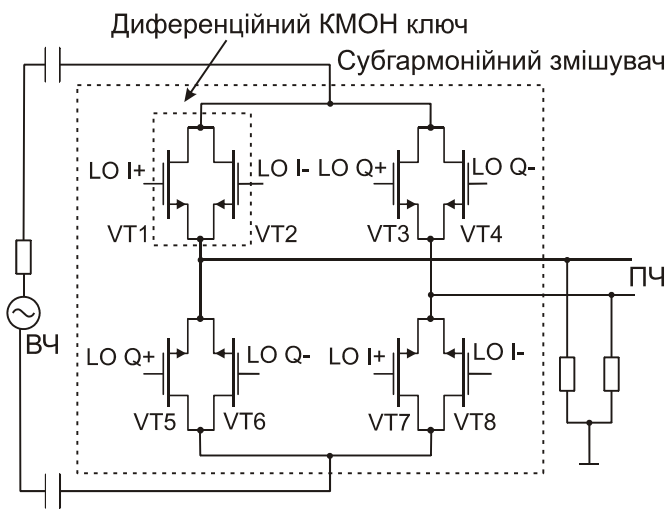 Диференційний КМОН ключ
Субгармонійний змішувач
LO I+
LO I-
LO Q+
LO Q-
VT1
VT2
VT3
VT4
ПЧ
ВЧ
LO Q+
LO Q-
LO I+
LO I-
VT5
VT6
VT7
VT8